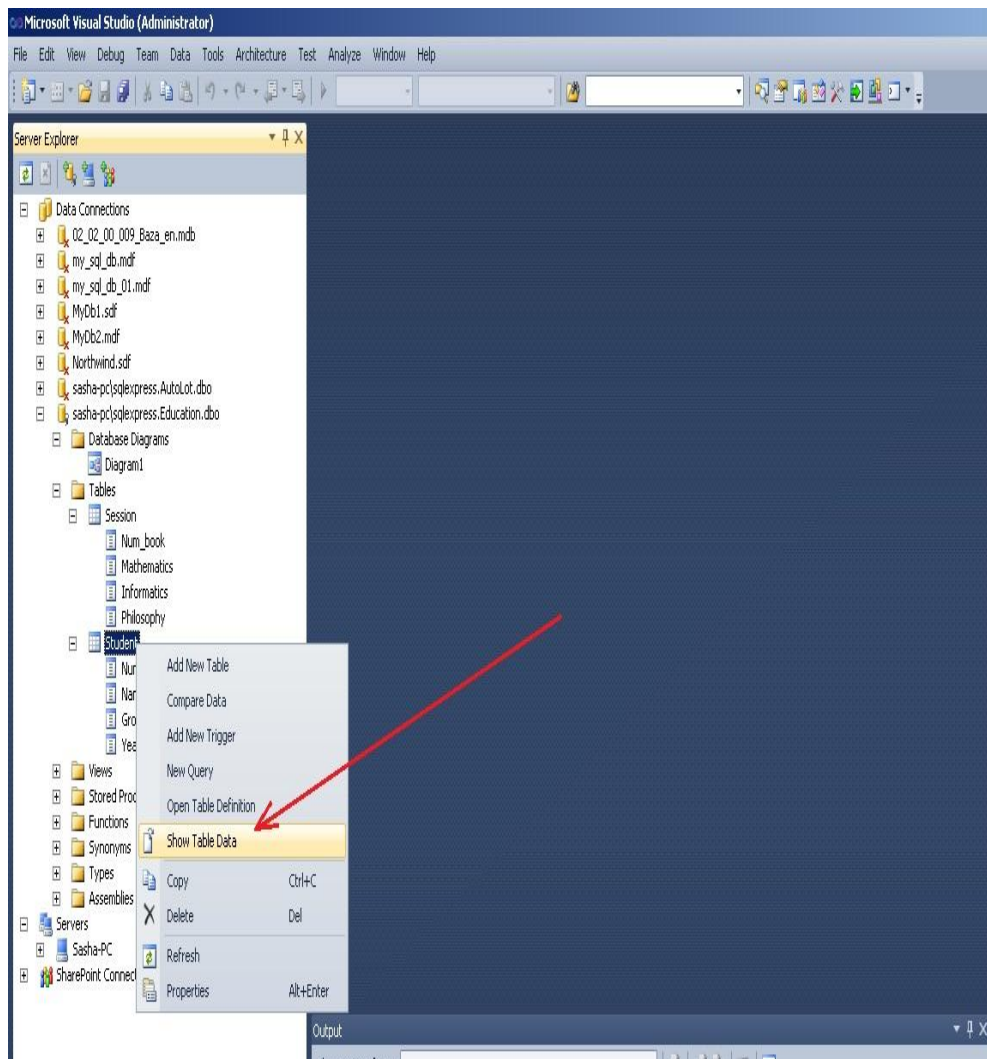 Microsoft Visual Studio (Administrator)
File Edit View Debug Team Data Tools Architecture Test Analyze Window Help
Server Explorer
Data Connections
02_02_00_009_Baza_en.mdb
my_sql_db.mdf
my_sql_db_01.mdf
MyDb1.sdf
MyDb2.mdf
Northwind.sdf
sasha-pc\sqlexpress.AutoLot.dbo
sasha-pc\sqlexpress.Education.dbo
Database Diagrams
Diagram1
Tables
Session
Num_book
Mathematics
Informatics
Philosophy
Student
Add New Table
Compare Data
Add New Trigger
New Query
Open Table Definition
Show Table Data
Copy Ctrl+C
Delete Del
Refresh
Properties Alt+Enter
Views
Stored Proc
Functions
Synonyms
Types
Assemblies
Servers
Sasha-PC
SharePoint Connect
Output